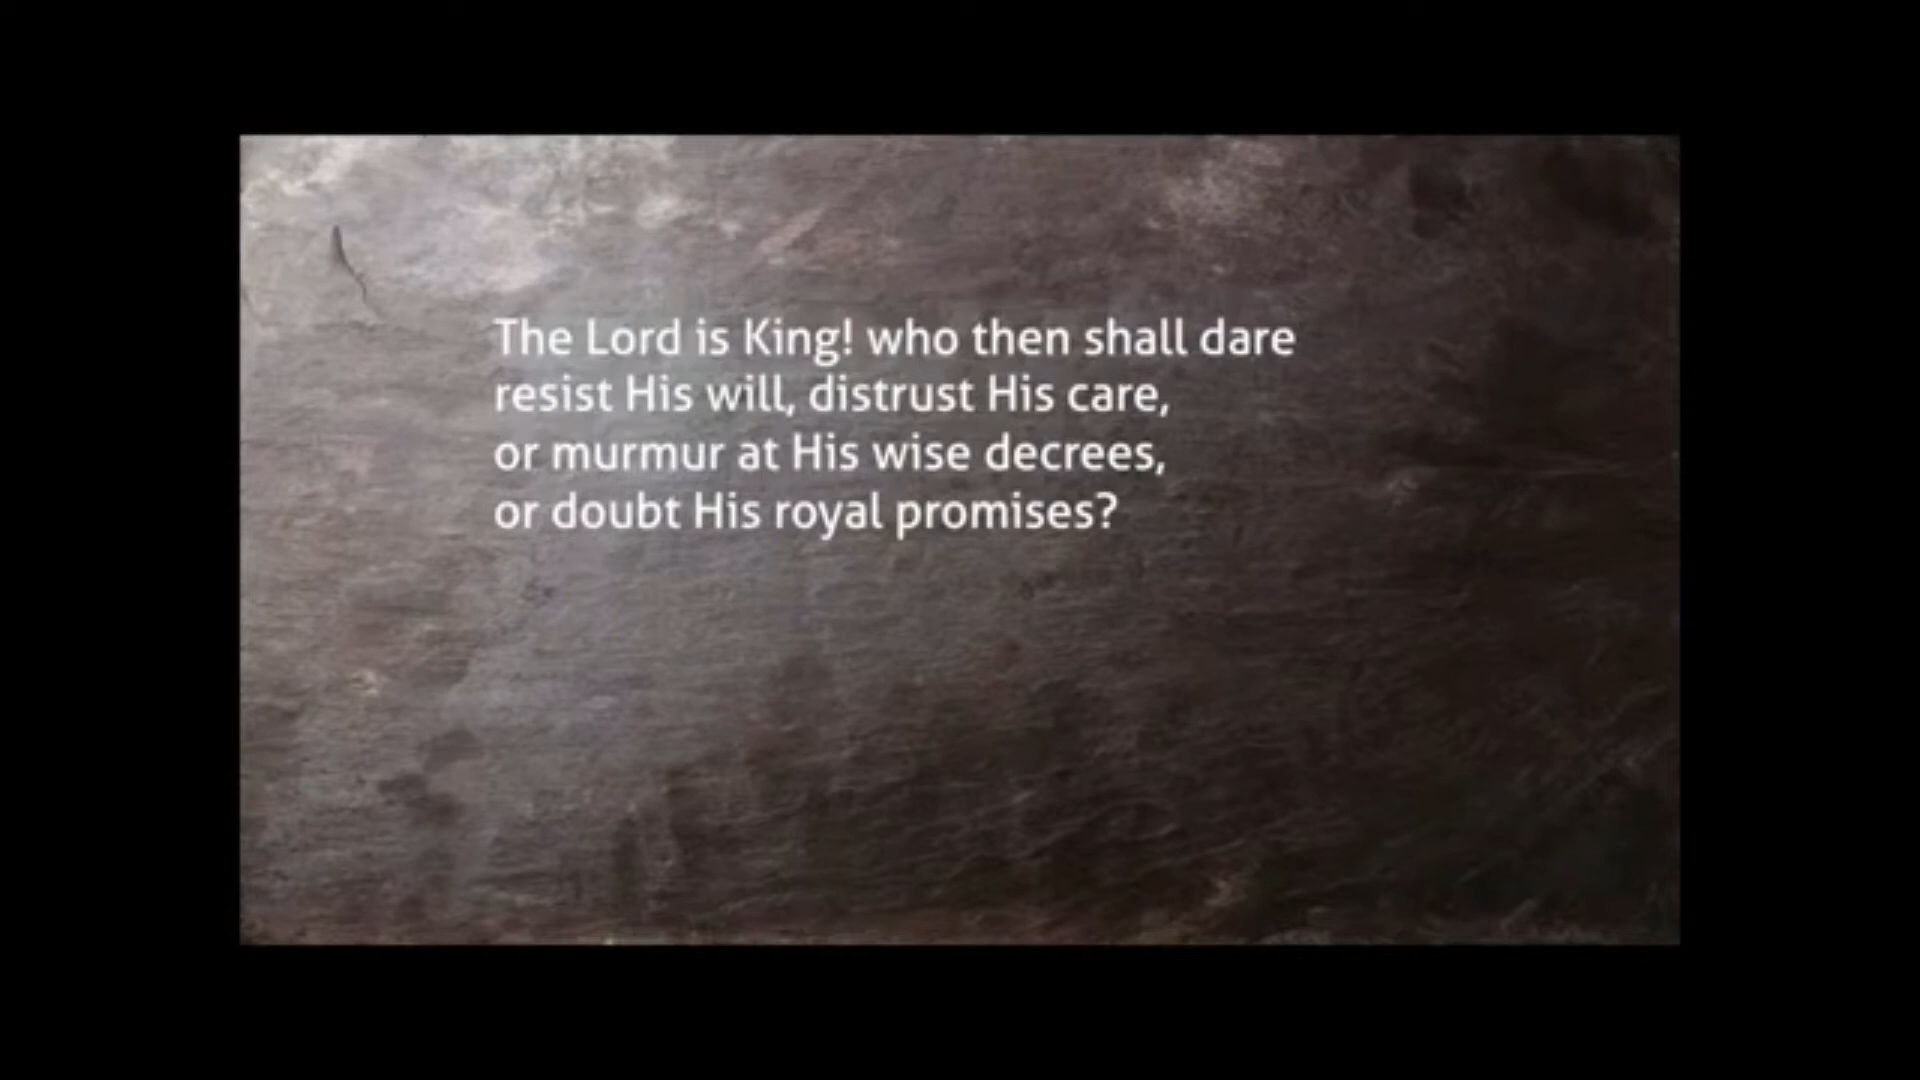 The Lord is King! who then shall dare
resist His will, distrust His care,
or murmur at His wise decrees,
or doubt His royal promises?